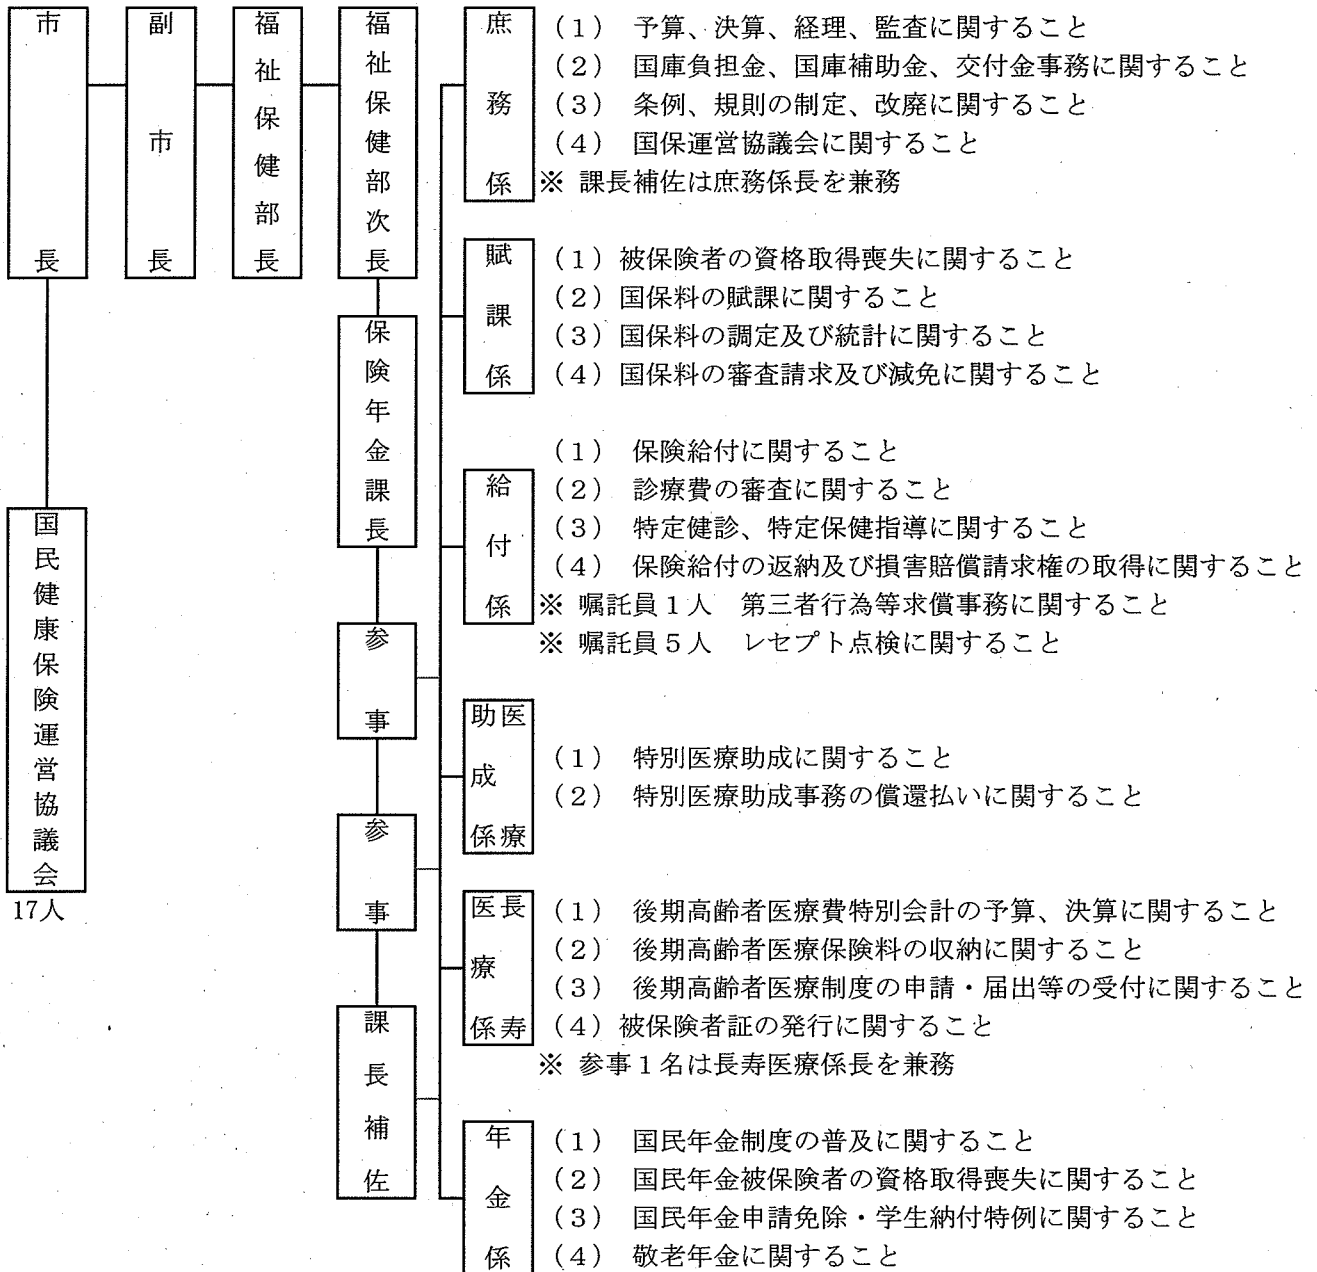 市長
副市長
福祉保健部長
福祉保健部次長
保険年金課長
参事
参事
課長補佐
国民健康保険運営協議会
17人
庶務係
(1) 予算、決算、経理、監査に関すること
(2) 国庫負担金、国庫補助金、交付金事務に関すること
(3) 条例、規則の制定、改廃に関すること
(4) 国保運営協議会に関すること
※ 課長補佐は庶務係長を兼務
賦課係
(1) 被保険者の資格取得喪失に関すること
(2) 国保料の賦課に関すること
(3) 国保料の調定及び統計に関すること
(4) 国保料の審査請求及び減免に関すること
給付係
(1) 保険給付に関すること
(2) 診療費の審査に関すること
(3) 特定健診、特定保健指導に関すること
(4) 保険給付の返納及び損害賠償請求権の取得に関すること
※ 嘱託員1人 第三者行為等求償事務に関すること
※ 嘱託員5人 レセプト点検に関すること
医療助成係
(1) 特別医療助成に関すること
(2) 特別医療助成事務の償還払いに関すること
長寿医療係
(1) 後期高齢者医療費特別会計の予算、決算に関すること
(2) 後期高齢者医療保険料の収納に関すること
(3) 後期高齢者医療制度の申請・届出等の受付に関すること
(4) 被保険者証の発行に関すること
※ 参事1名は長寿医療係長を兼務
年金係
(1) 国民年金制度の普及に関すること
(2) 国民年金被保険者の資格取得喪失に関すること
(3) 国民年金申請免除・学生納付特例に関すること
(4) 敬老年金に関すること